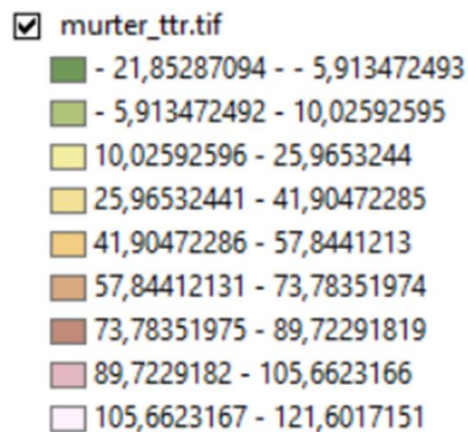 murter_ttr.tif
- 21,85287094 - - 5,913472493
- 5,913472492 - 10,02592595
10,02592596 - 25,9653244
25,96532441 - 41,90472285
41,90472286 - 57,8441213
57,84412131 - 73,78351974
73,78351975 - 89,72291819
89,7229182 - 105,6623166
105,6623167 - 121,6017151